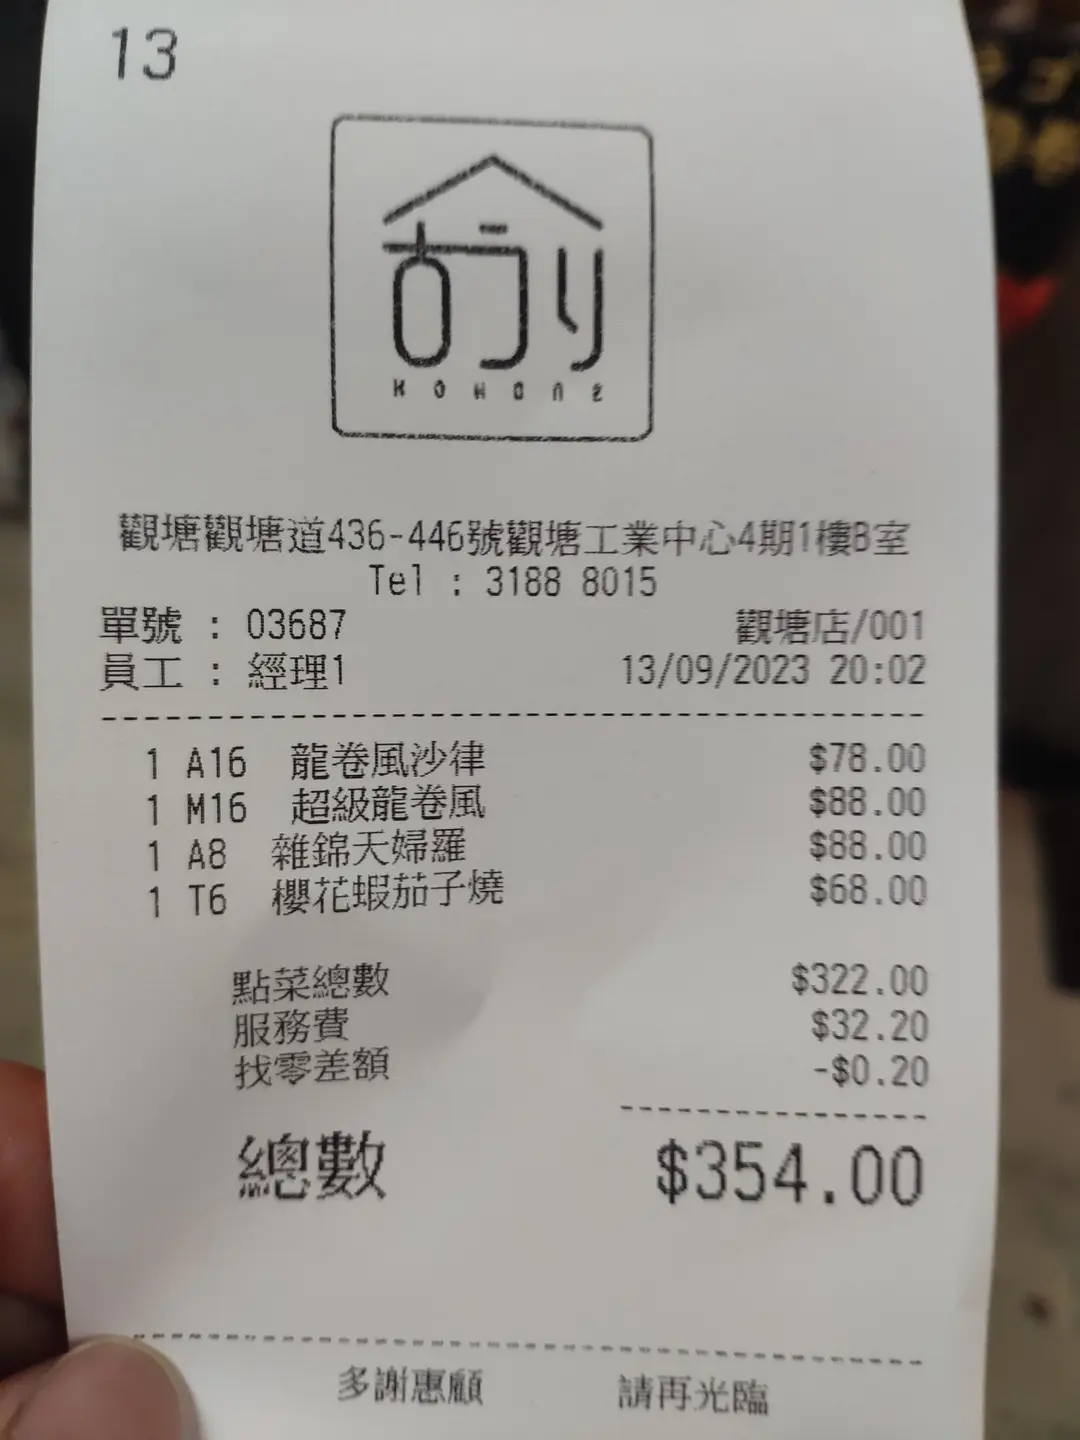 13
KOHONE
觀塘觀塘道436-446號觀塘工業中心4期1樓B室
Tel : 3188 8015
單號 : 03687 觀塘店/001
員工 : 經理1 13/09/2023 20:02
1 A16 龍卷風沙律 $78.00
1 M16 超級龍卷風 $88.00
1 A8 雜錦天婦羅 $88.00
1 T6 櫻花蝦茄子燒 $68.00
點菜總數 $322.00
服務費 $32.20
找零差額 -$0.20
總數 $354.00
多謝惠顧 請再光臨